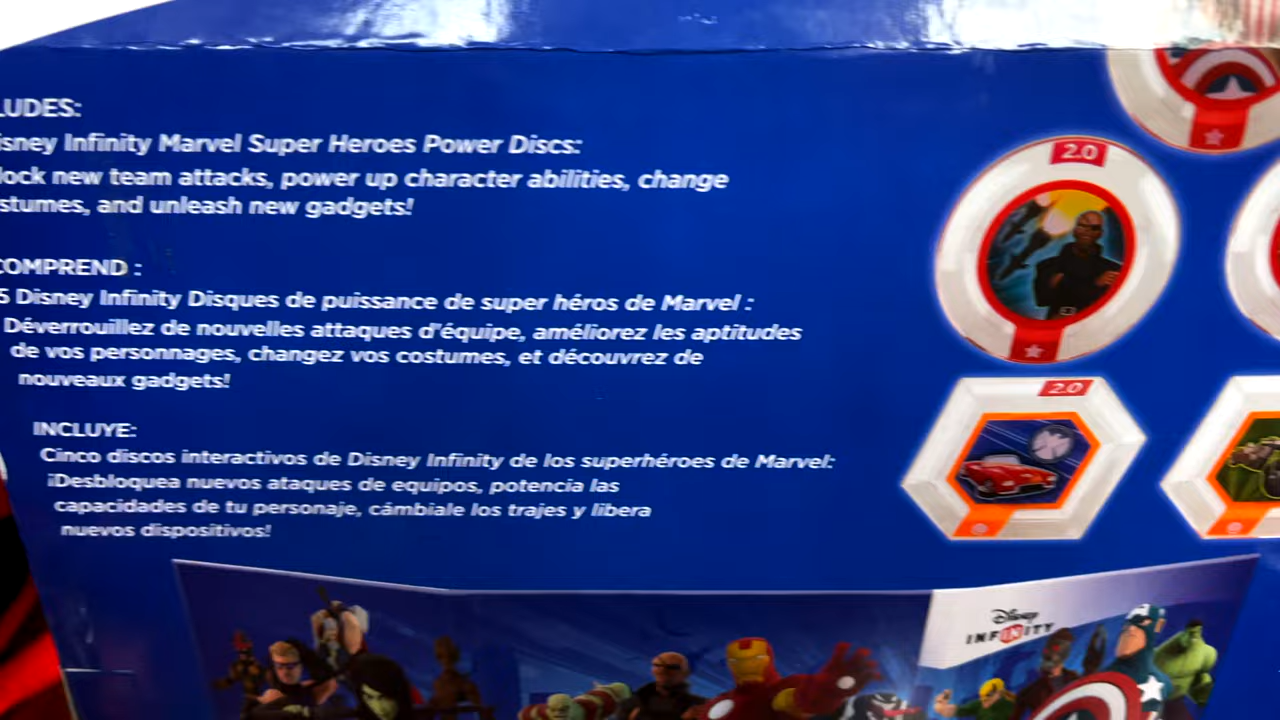 LUDES:
isney Infinity Marvel Super Heroes Power Discs:
lock new team attacks, power up character abilities, change
stumes, and unleash new gadgets!
COMPREND :
5 Disney Infinity Disques de puissance de super héros de Marvel :
Déverrouillez de nouvelles attaques d'équipe, améliorez les aptitudes
de vos personnages, changez vos costumes, et découvrez de
nouveaux gadgets!
INCLUYE:
Cinco discos interactivos de Disney Infinity de los superhéroes de Marvel:
¡Desbloquea nuevos ataques de equipos, potencia las
capacidades de tu personaje, cámbiale los trajes y libera
nuevos dispositivos!
2.0
2.0
Disney
INFINITY